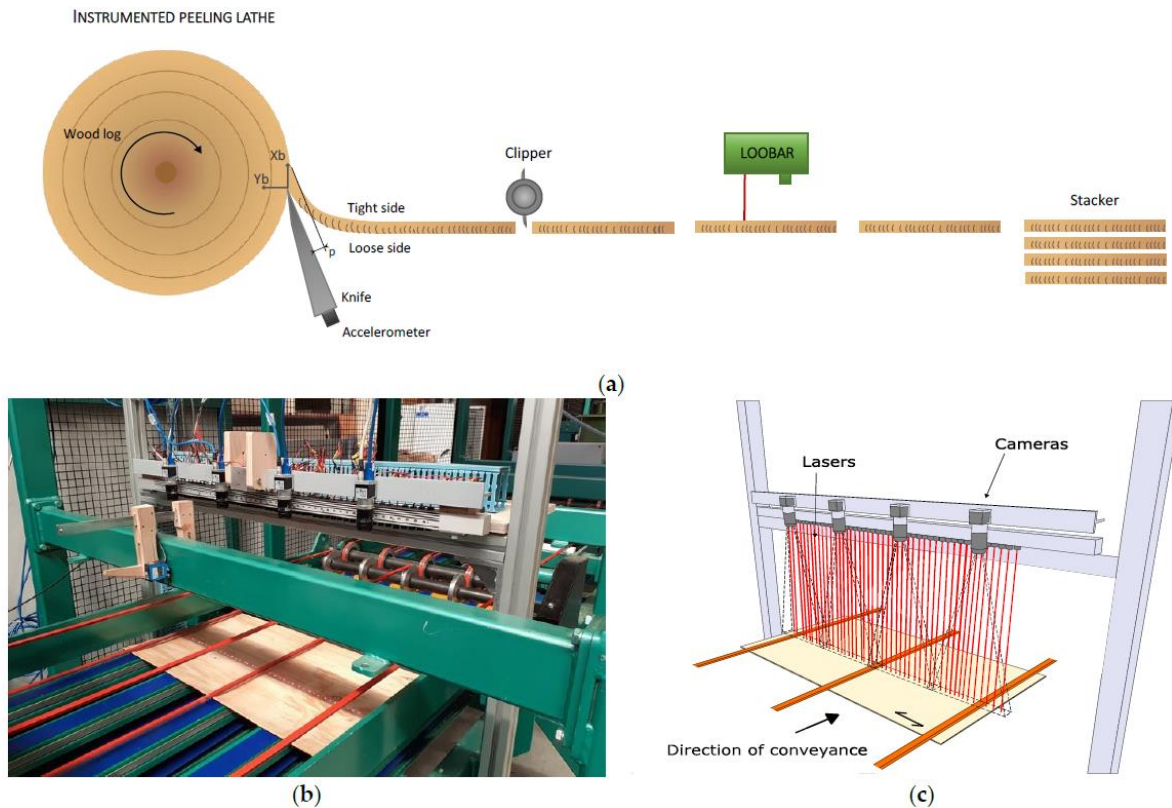 INSTRUMENTED PEELING LATHE
Wood log
Xb
Yb
Tight side
Loose side
p
Knife
Accelerometer
Clipper
LOOBAR
Stacker
(a)
Cameras
Lasers
Direction of conveyance
(b)
(c)